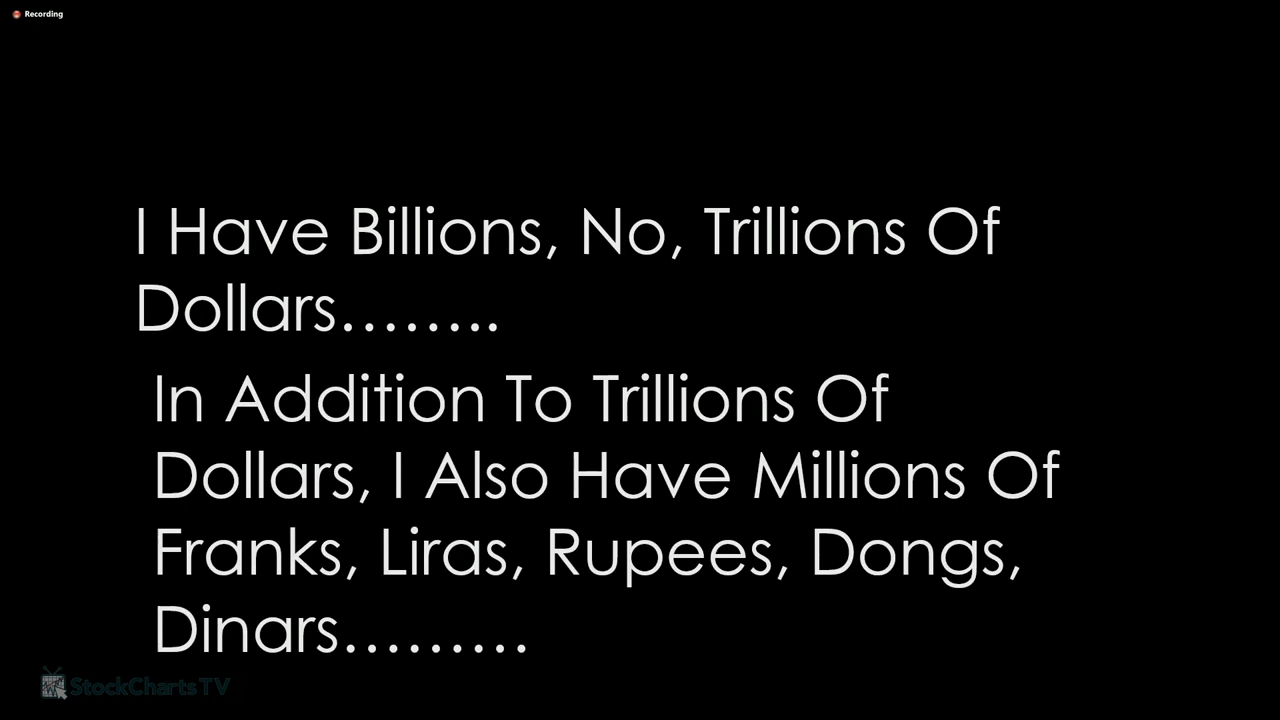 Recording
I Have Billions, No, Trillions Of
Dollars……..
In Addition To Trillions Of
Dollars, I Also Have Millions Of
Franks, Liras, Rupees, Dongs,
Dinars………
StockChartsTV